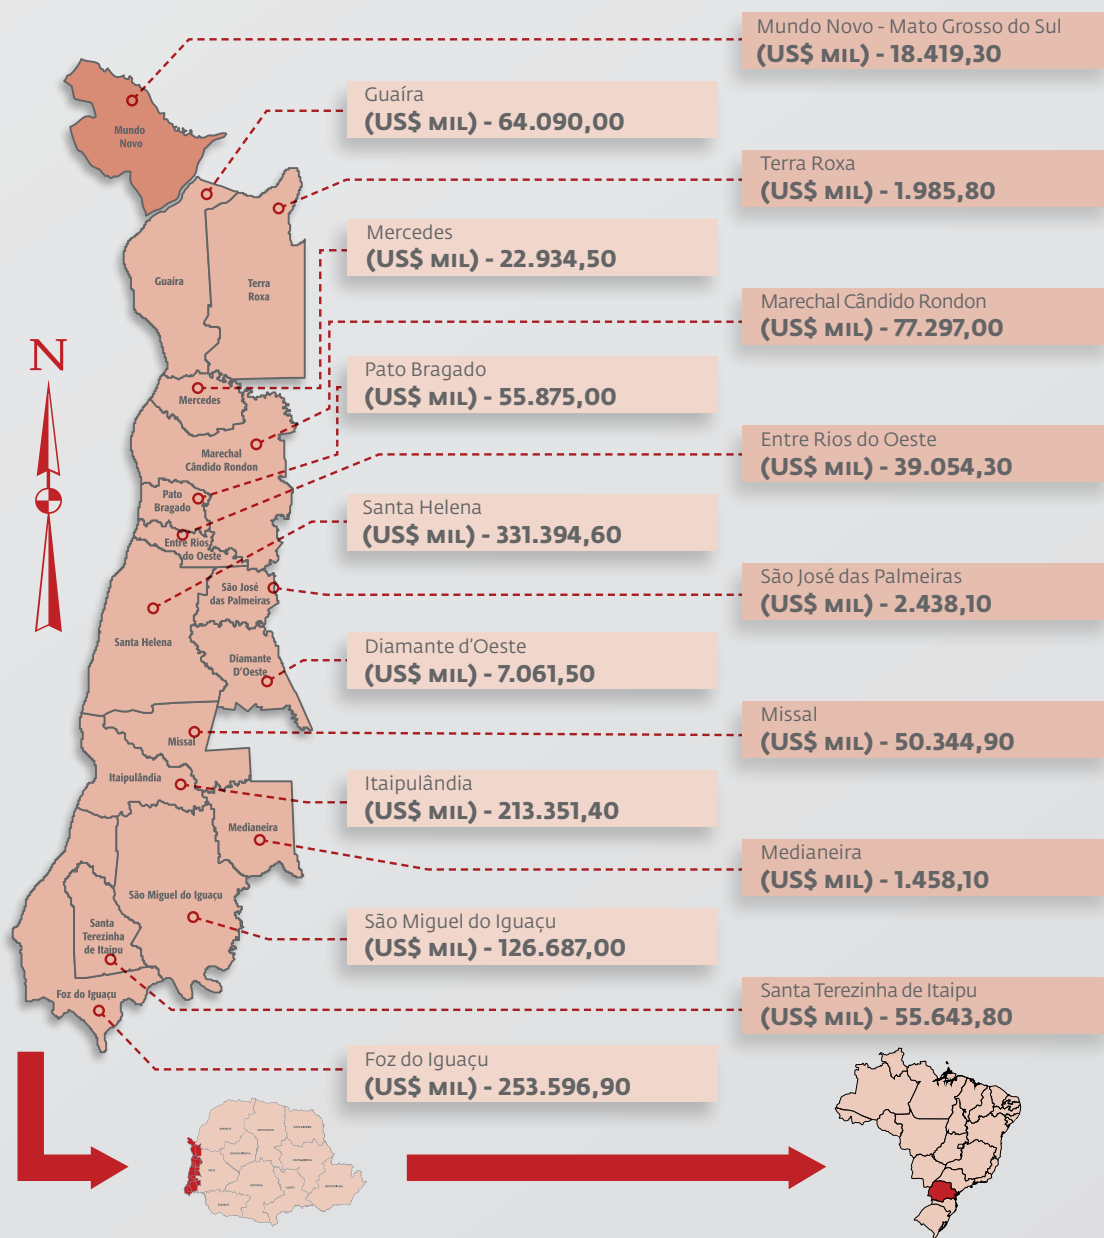 Mundo Novo - Mato Grosso do Sul
(US$ MIL) - 18.419,30
Guaíra
(US$ MIL) - 64.090,00
Terra Roxa
(US$ MIL) - 1.985,80
Mercedes
(US$ MIL) - 22.934,50
Marechal Cândido Rondon
(US$ MIL) - 77.297,00
Pato Bragado
(US$ MIL) - 55.875,00
Entre Rios do Oeste
(US$ MIL) - 39.054,30
Santa Helena
(US$ MIL) - 331.394,60
São José das Palmeiras
(US$ MIL) - 2.438,10
Diamante d'Oeste
(US$ MIL) - 7.061,50
Missal
(US$ MIL) - 50.344,90
Itaipulândia
(US$ MIL) - 213.351,40
Medianeira
(US$ MIL) - 1.458,10
São Miguel do Iguaçu
(US$ MIL) - 126.687,00
Santa Terezinha de Itaipu
(US$ MIL) - 55.643,80
Foz do Iguaçu
(US$ MIL) - 253.596,90
N
Mundo
Novo
Guaíra
Terra
Roxa
Mercedes
Marechal
Cândido Rondon
Pato
Bragado
Entre Rios
do Oeste
São José
das Palmeiras
Santa Helena
Diamante
D'Oeste
Missal
Itaipulândia
Medianeira
São Miguel do Iguaçu
Santa
Terezinha
de Itaipu
Foz do Iguaçu